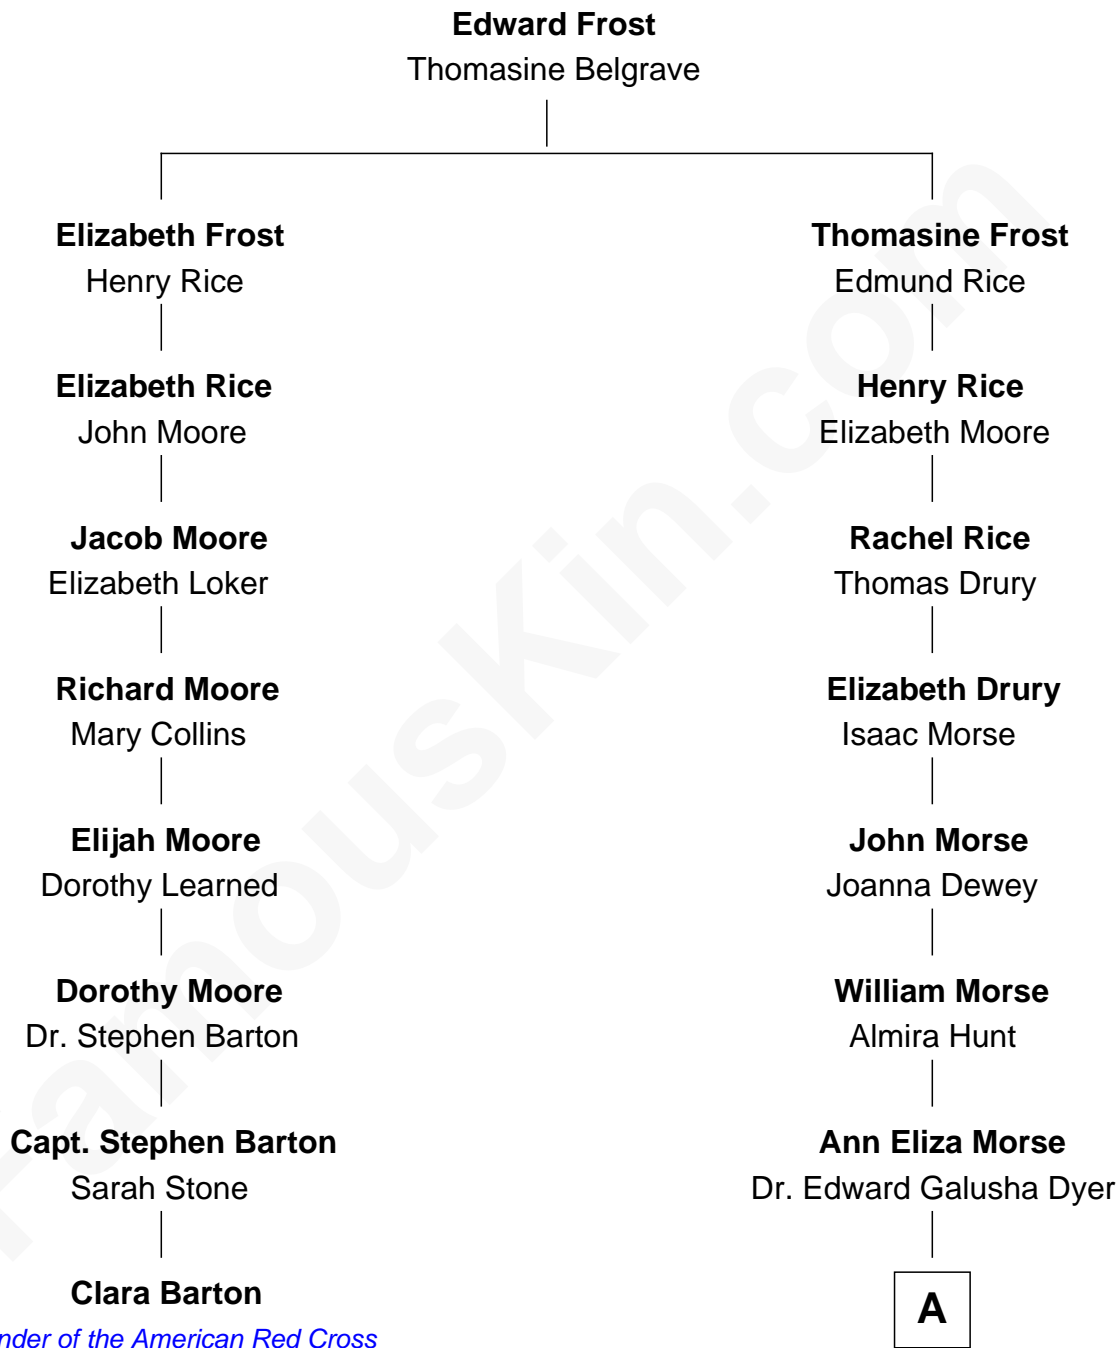 Edward Frost
Thomasine Belgrave
Elizabeth Frost
Henry Rice
Thomasine Frost
Edmund Rice
Elizabeth Rice
John Moore
Henry Rice
Elizabeth Moore
Jacob Moore
Elizabeth Loker
Rachel Rice
Thomas Drury
Richard Moore
Mary Collins
Elizabeth Drury
Isaac Morse
Elijah Moore
Dorothy Learned
John Morse
Joanna Dewey
Dorothy Moore
Dr. Stephen Barton
William Morse
Almira Hunt
Capt. Stephen Barton
Sarah Stone
Ann Eliza Morse
Dr. Edward Galusha Dyer
Clara Barton
nder of the American Red Cross
A
FamousKin.com